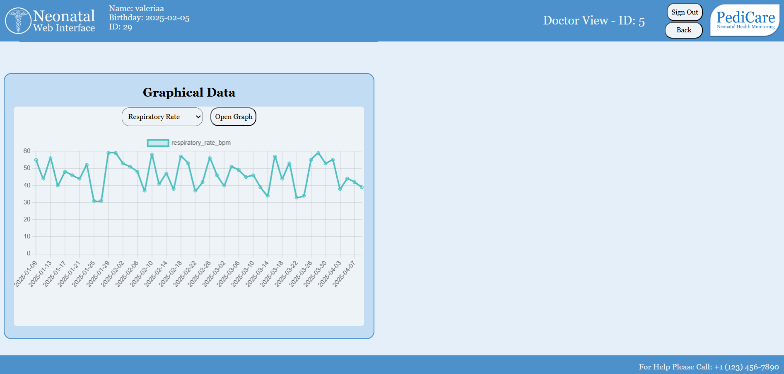 Neonatal
Web Interface
Name: valeriaa
Birthday: 2025-02-05
ID: 29
Doctor View - ID: 5
Sign Out
Back
PediCare
Neonatal Health Monitoring
Graphical Data
Respiratory Rate
Open Graph
respiratory_rate_bpm
60
50
40
30
20
10
0
2025-01-09
2025-01-13
2025-01-17
2025-01-21
2025-01-25
2025-01-29
2025-02-02
2025-02-06
2025-02-10
2025-02-14
2025-02-18
2025-02-22
2025-02-26
2025-03-02
2025-03-06
2025-03-10
2025-03-14
2025-03-18
2025-03-22
2025-03-26
2025-03-30
2025-04-03
2025-04-07
For Help Please Call: +1 (123) 456-7890